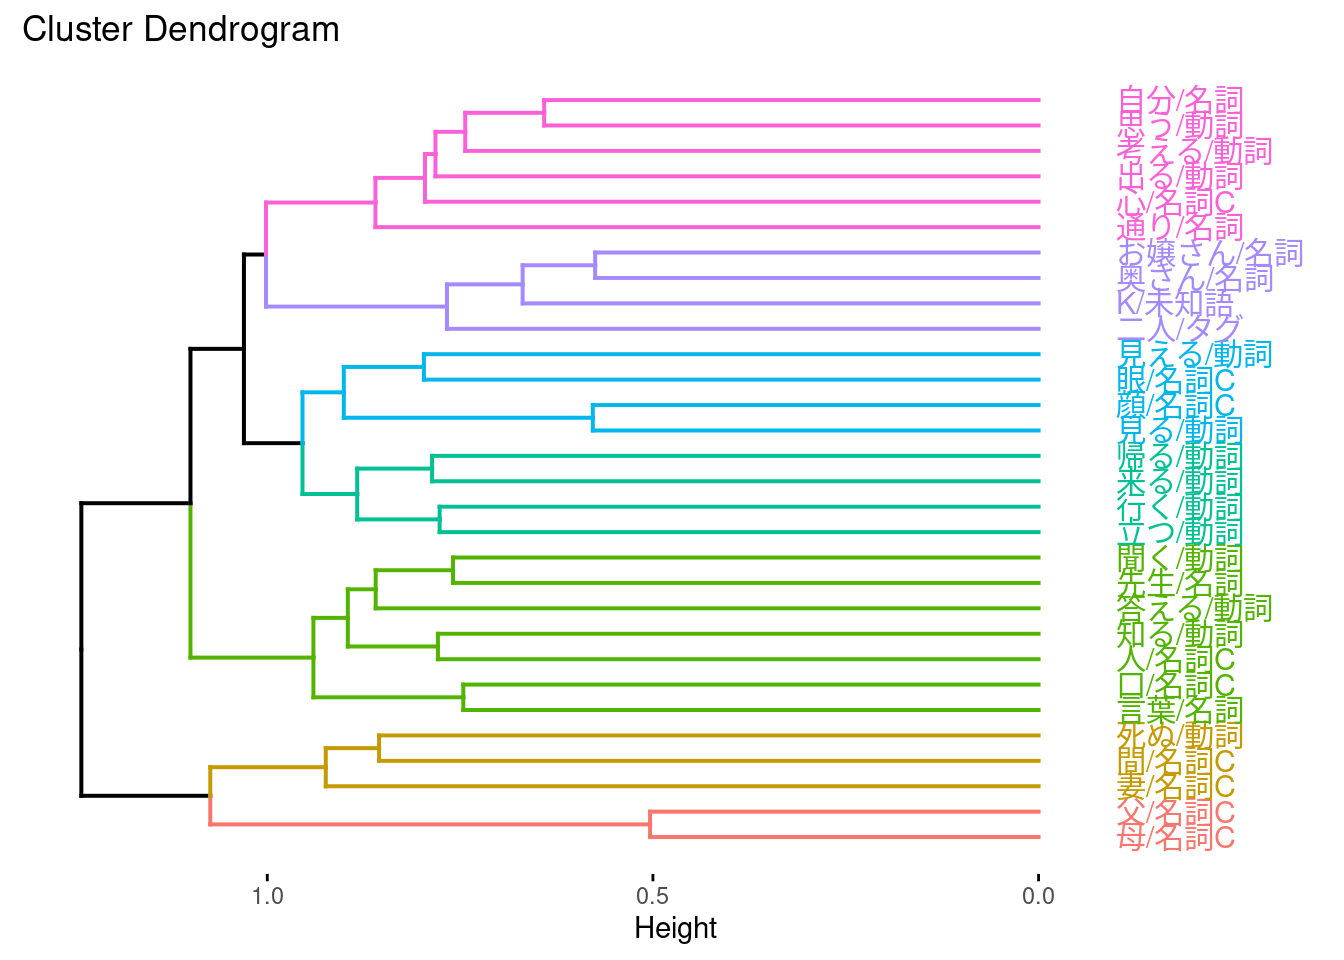 Cluster Dendrogram
自分/名詞
思う/動詞
考える/動詞
出る/動詞
心/名詞C
通り/名詞
お嬢さん/名詞
奥さん/名詞
K/未知語
二人/タグ
見える/動詞
眼/名詞C
顔/名詞C
見る/動詞
帰る/動詞
来る/動詞
行く/動詞
立つ/動詞
聞く/動詞
先生/名詞
答える/動詞
知る/動詞
人/名詞C
口/名詞C
言葉/名詞
死ぬ/動詞
間/名詞C
妻/名詞C
父/名詞C
母/名詞C
1.0 0.5 0.0
Height